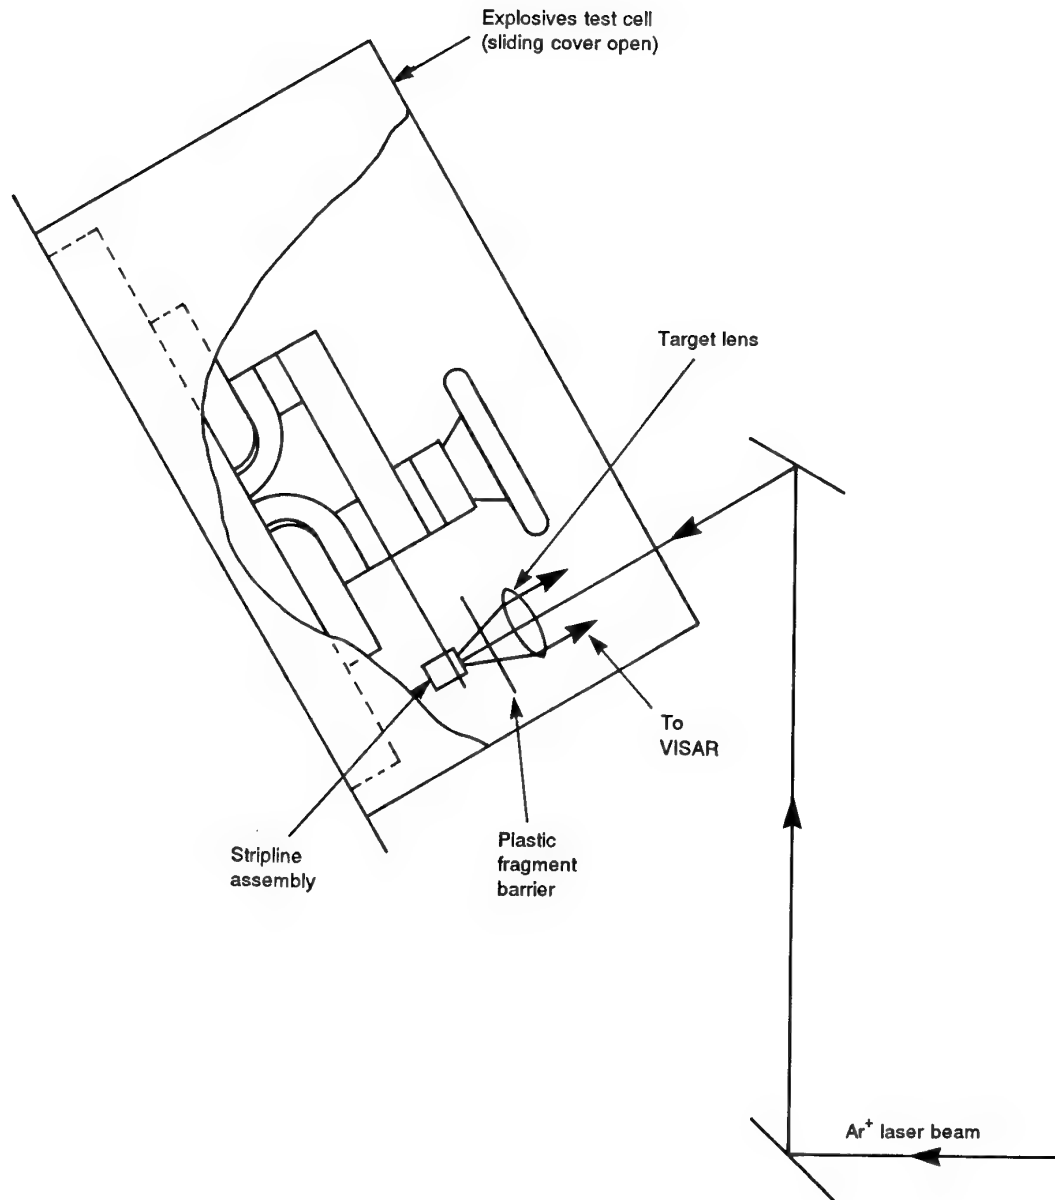 Explosives test cell
(sliding cover open)
Target lens
To
VISAR
Plastic
fragment
barrier
Stripline
assembly
Ar+ laser beam